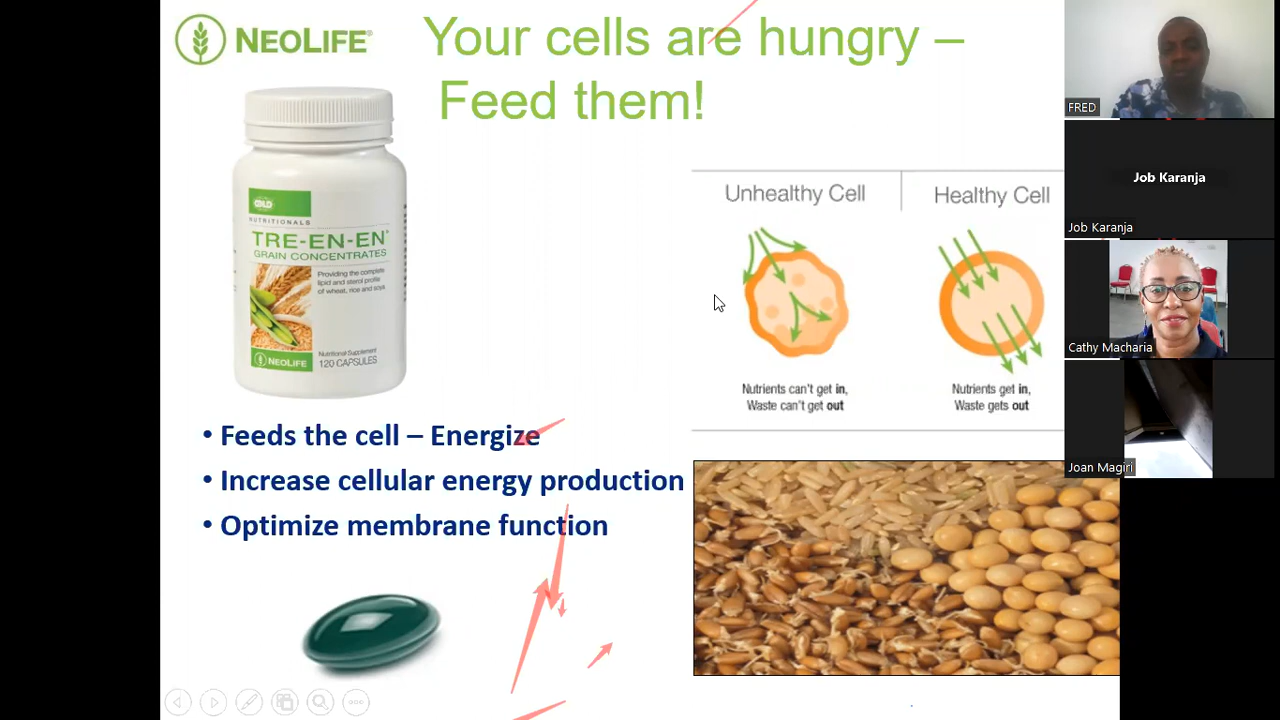 NEOLIFE®
Your cells are hungry –
Feed them!
GNLD
NUTRITIONALS
TRE-EN-EN®
GRAIN CONCENTRATES
Providing the complete
lipid and sterol profile
of wheat, rice and soya
Nutritional Supplement
120 CAPSULES
NEOLIFE
Unhealthy Cell
Healthy Cell
Nutrients can't get in,
Waste can't get out
Nutrients get in,
Waste gets out
• Feeds the cell – Energize
• Increase cellular energy production
• Optimize membrane function
FRED
Job Karanja
Job Karanja
Cathy Macharia
Joan Magiri